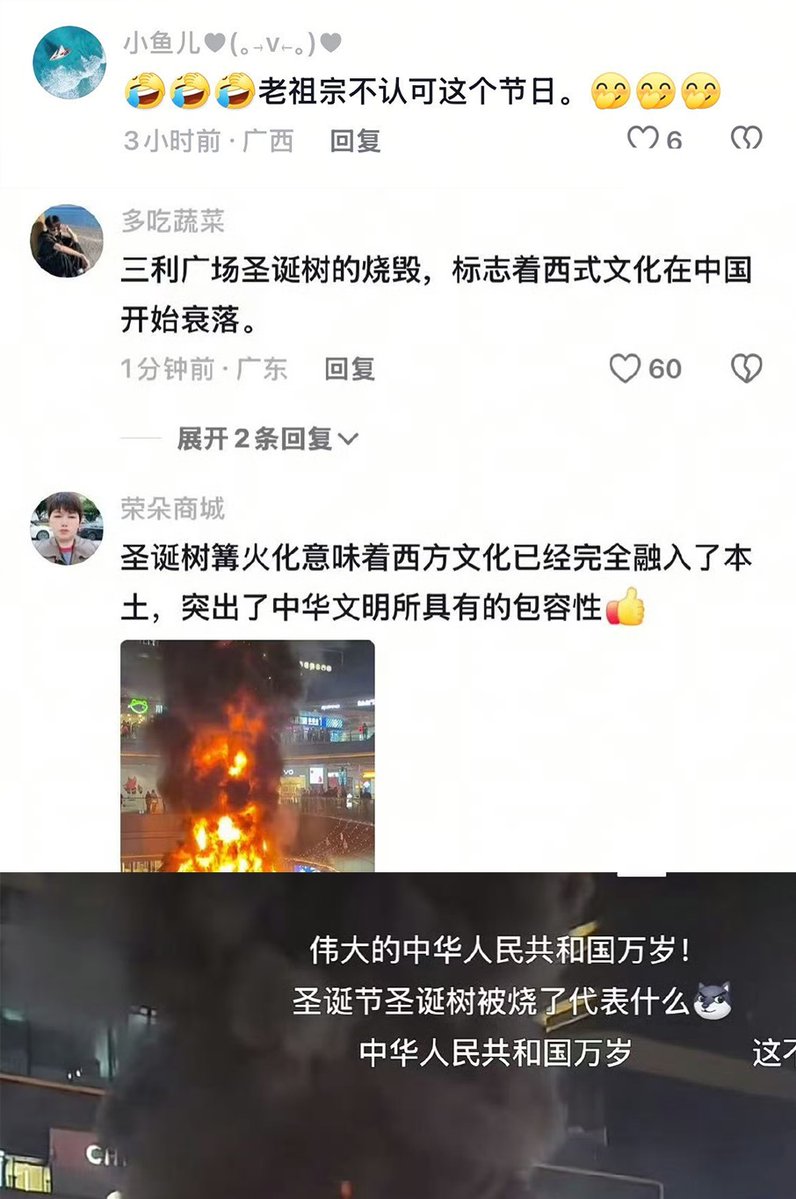 小鱼儿♥(｡→v←｡)♥
🤣🤣🤣老祖宗不认可这个节日。🤭🤭🤭
3小时前·广西 回复 6
多吃蔬菜
三利广场圣诞树的烧毁，标志着西式文化在中国
开始衰落。
1分钟前·广东 回复 60
展开2条回复
荣朵商城
圣诞树篝火化意味着西方文化已经完全融入了本
土，突出了中华文明所具有的包容性👍
伟大的中华人民共和国万岁！
圣诞节圣诞树被烧了代表什么
中华人民共和国万岁 这